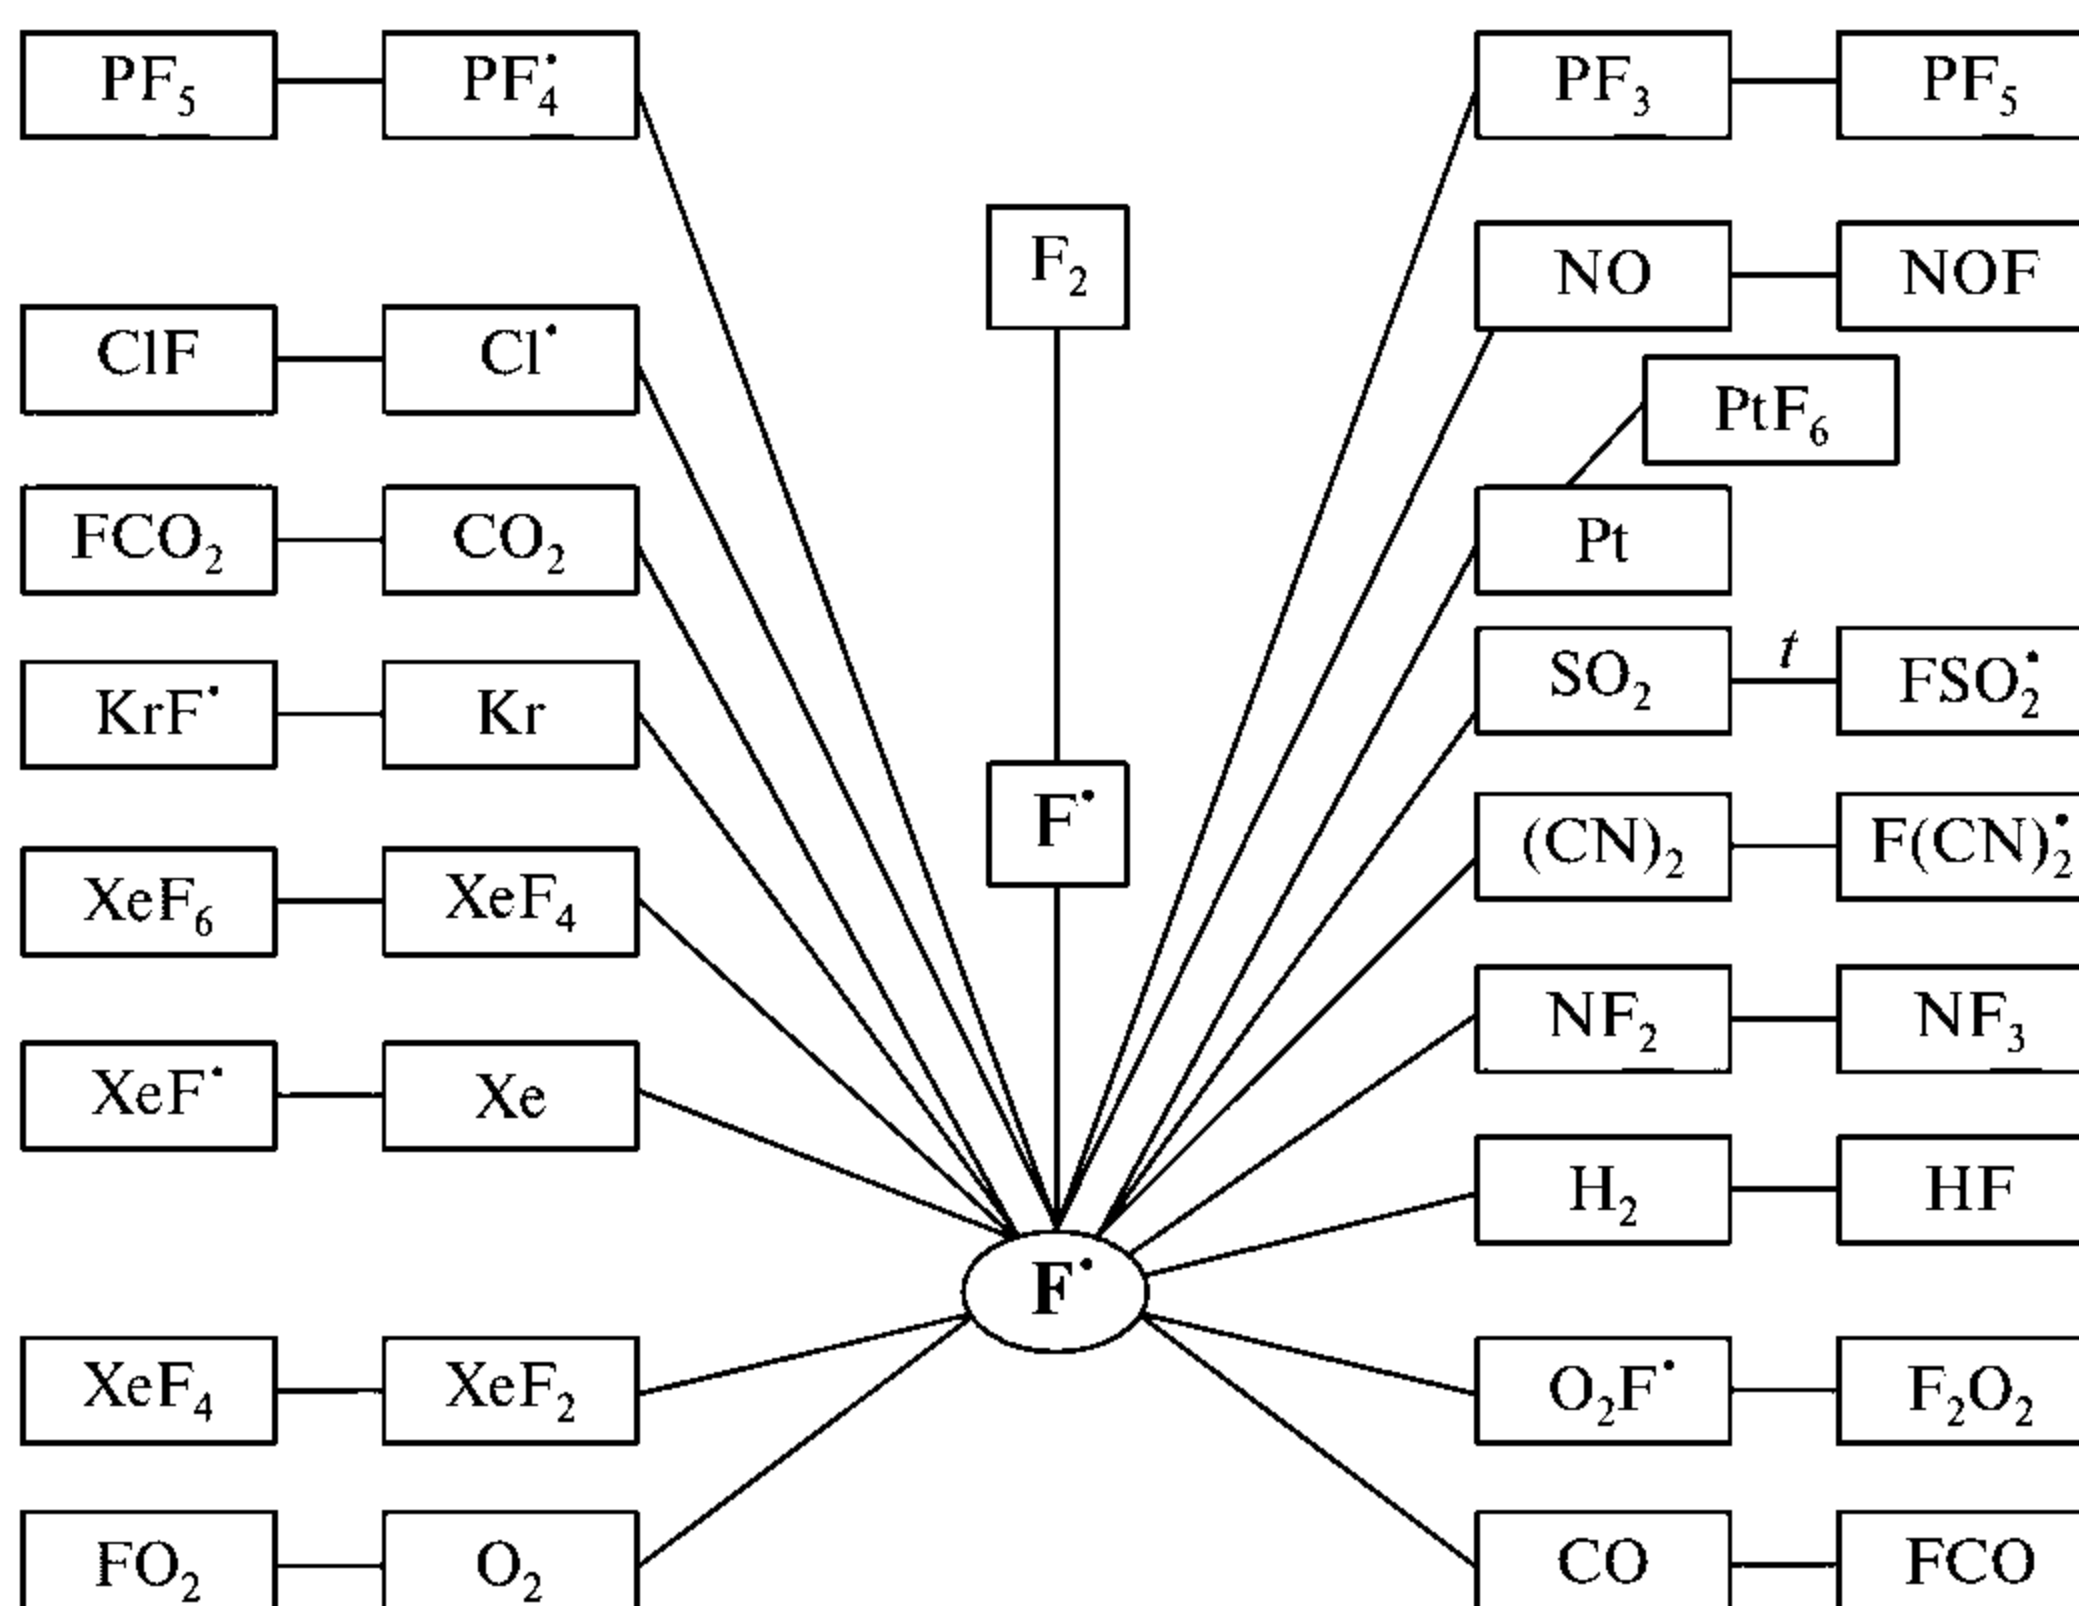 PF₅ PF₄• PF₃ PF₅
F₂ NO NOF
ClF Cl• PtF₆
FCO₂ CO₂ Pt
KrF• Kr SO₂ t FSO₂•
F• (CN)₂ F(CN)₂•
XeF₆ XeF₄ NF₂ NF₃
XeF• Xe H₂ HF
F•
XeF₄ XeF₂ O₂F• F₂O₂
FO₂ O₂ CO FCO